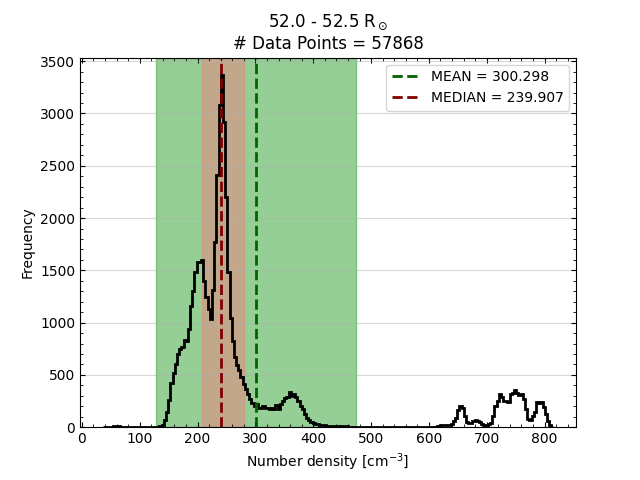 52.0 - 52.5 R⊙
# Data Points = 57868
MEAN = 300.298
MEDIAN = 239.907
Frequency
3500
3000
2500
2000
1500
1000
500
0
0 100 200 300 400 500 600 700 800
Number density [cm⁻³]